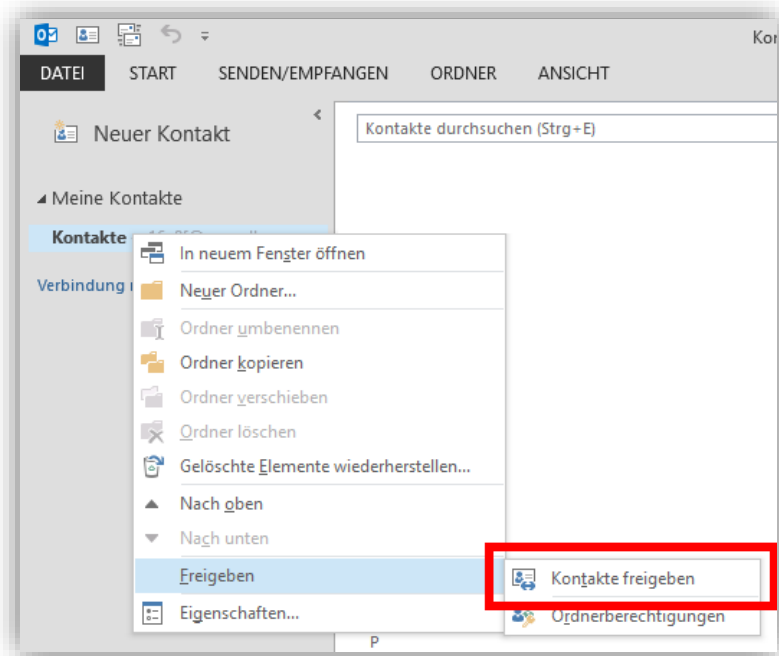 Kon
DATEI START SENDEN/EMPFANGEN ORDNER ANSICHT
Neuer Kontakt
Kontakte durchsuchen (Strg+E)
Meine Kontakte
Kontakte
Verbindung
In neuem Fenster öffnen
Neuer Ordner...
Ordner umbenennen
Ordner kopieren
Ordner verschieben
Ordner löschen
Gelöschte Elemente wiederherstellen...
Nach oben
Nach unten
Freigeben
Kontakte freigeben
Eigenschaften...
Ordnerberechtigungen
P